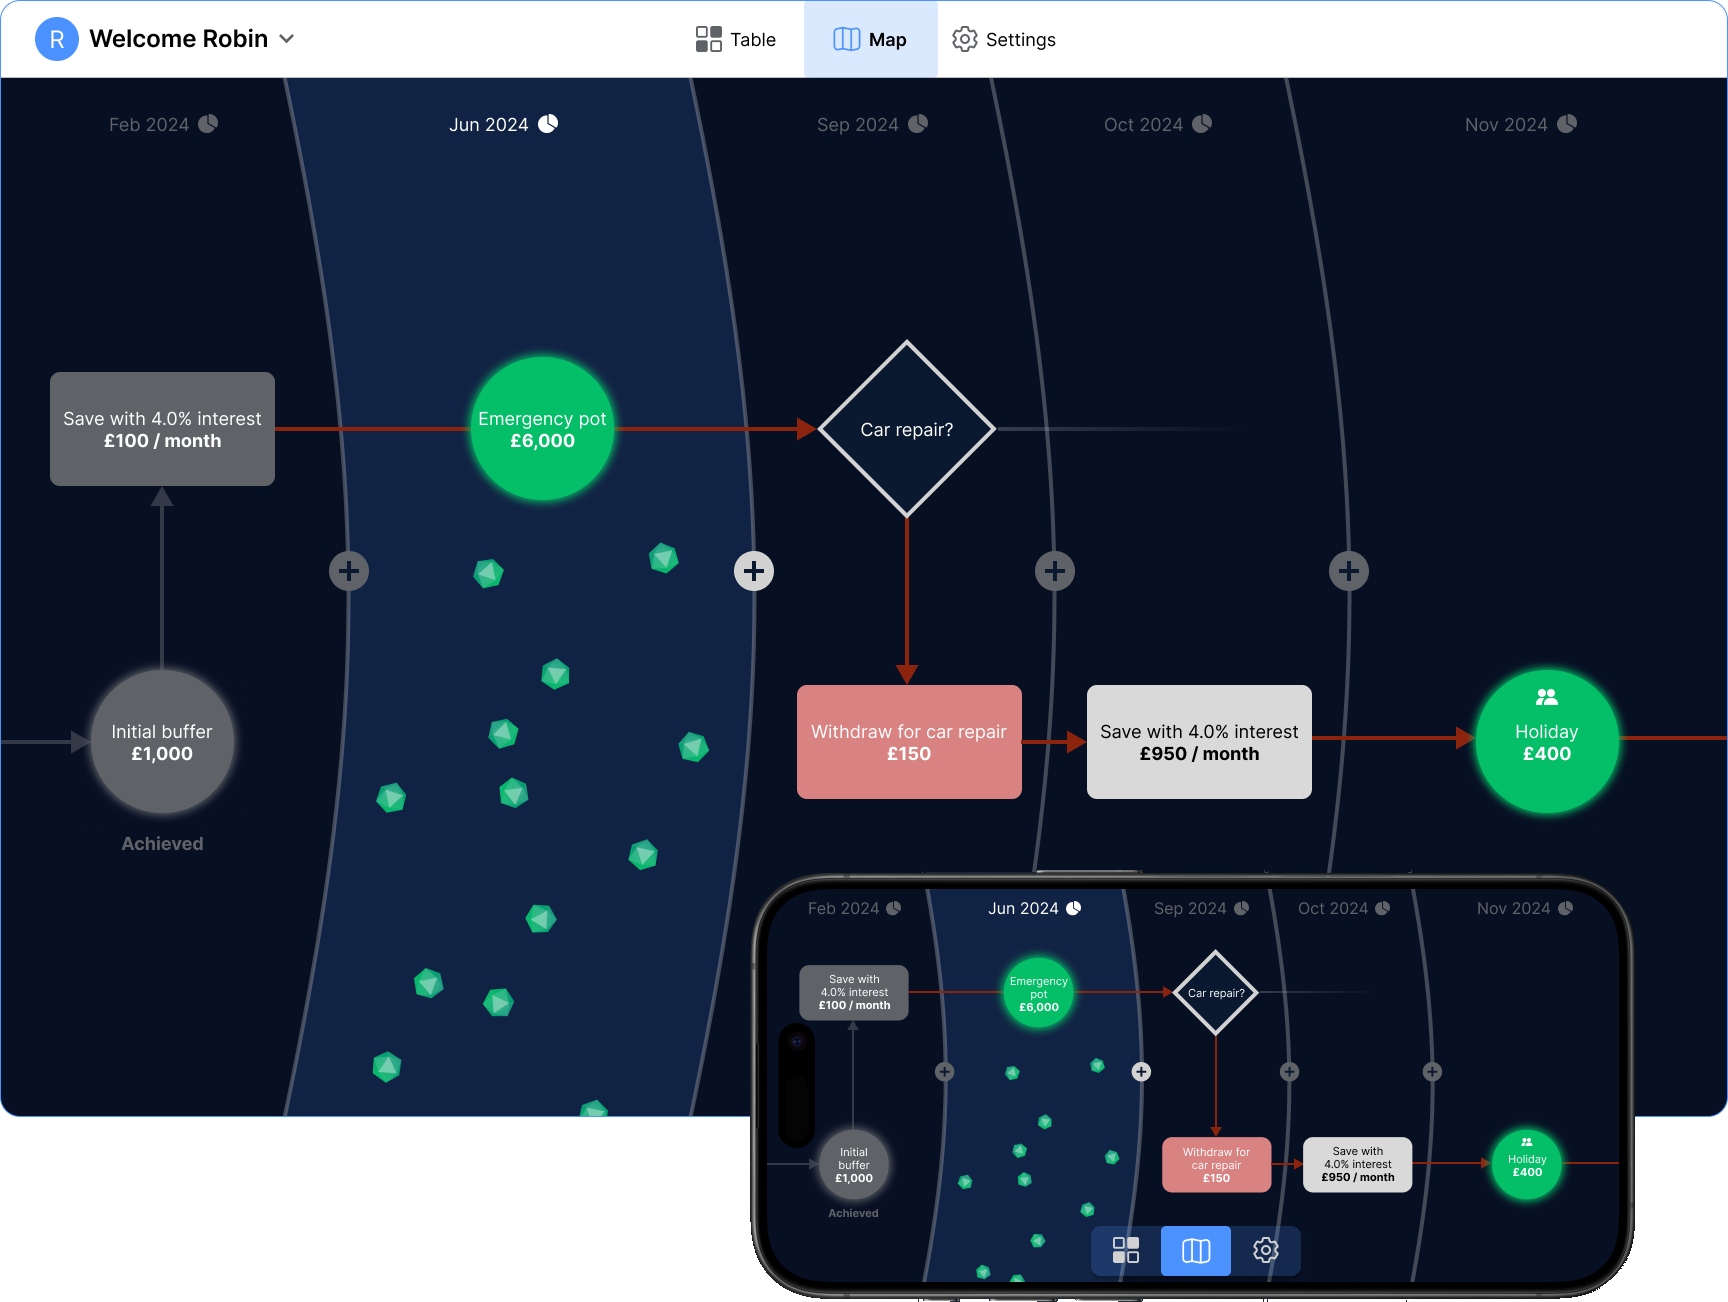 R
Welcome Robin
Table
Map
Settings
Feb 2024
Jun 2024
Sep 2024
Oct 2024
Nov 2024
Save with 4.0% interest
£100 / month
Emergency pot
£6,000
Car repair?
Initial buffer
£1,000
Achieved
Withdraw for car repair
£150
Save with 4.0% interest
£950 / month
Holiday
£400
Feb 2024
Jun 2024
Sep 2024
Oct 2024
Nov 2024
Save with
4.0% interest
£100 / month
Emergency
pot
£6,000
Car repair?
Initial
buffer
£1,000
Achieved
Withdraw for
car repair
£150
Save with
4.0% interest
£950 / month
Holiday
£400